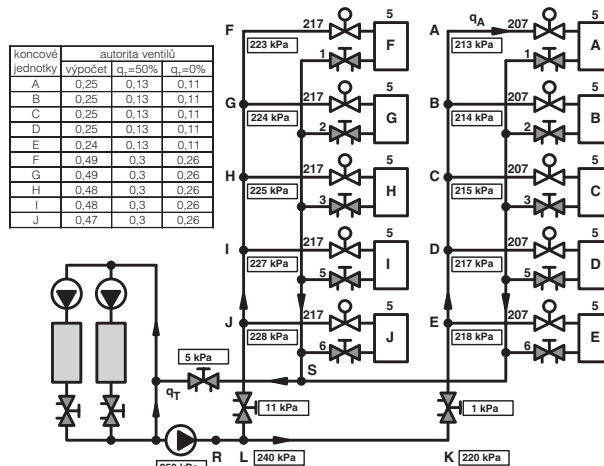 koncové jednotky autorita ventilů
výpočet qT=50% qT=0%
A 0,25 0,13 0,11
B 0,25 0,13 0,11
C 0,25 0,13 0,11
D 0,25 0,13 0,11
E 0,24 0,13 0,11
F 0,49 0,3 0,26
G 0,49 0,3 0,26
H 0,48 0,3 0,26
I 0,48 0,3 0,26
J 0,47 0,3 0,26
F 217 5
223 kPa
1 F
G 217 5
224 kPa
2 G
H 217 5
225 kPa
3 H
I 217 5
227 kPa
5 I
J 217 5
228 kPa
6 J
A qA 207 5
213 kPa
1 A
B 207 5
214 kPa
2 B
C 207 5
215 kPa
3 C
D 207 5
217 kPa
5 D
E 207 5
218 kPa
6 E
5 kPa
S
qT
11 kPa
1 kPa
R L 240 kPa K 220 kPa